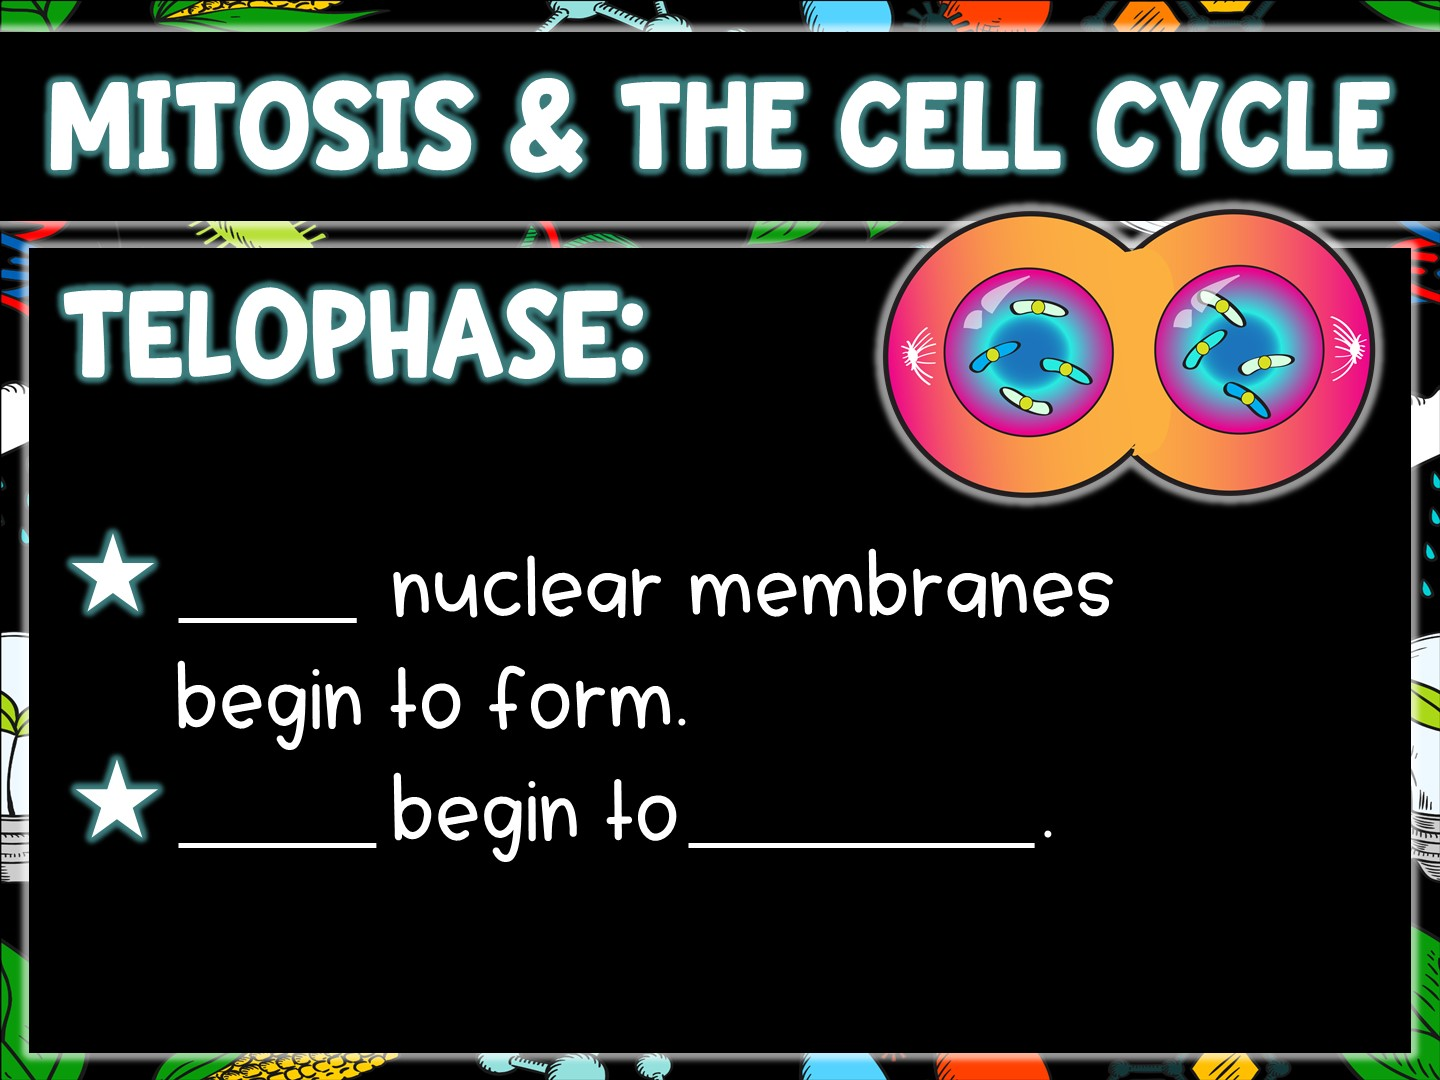 MITOSIS & THE CELL CYCLE
TELOPHASE:
_____ nuclear membranes
begin to form.
_____ begin to _________.